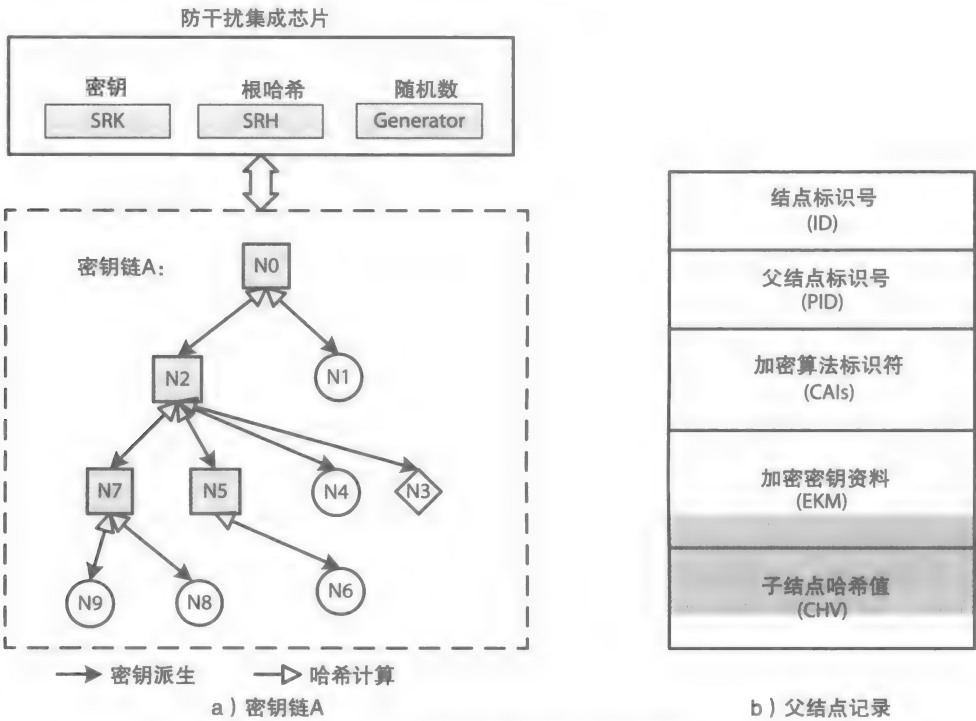 防干扰集成芯片
密钥 根哈希 随机数
SRK SRH Generator
密钥链A：
N0
N2 N1
N7 N5 N4 N3
N9 N8 N6
密钥派生 哈希计算
a）密钥链A
结点标识号
(ID)
父结点标识号
(PID)
加密算法标识符
(CAIs)
加密密钥资料
(EKM)
子结点哈希值
(CHV)
b）父结点记录